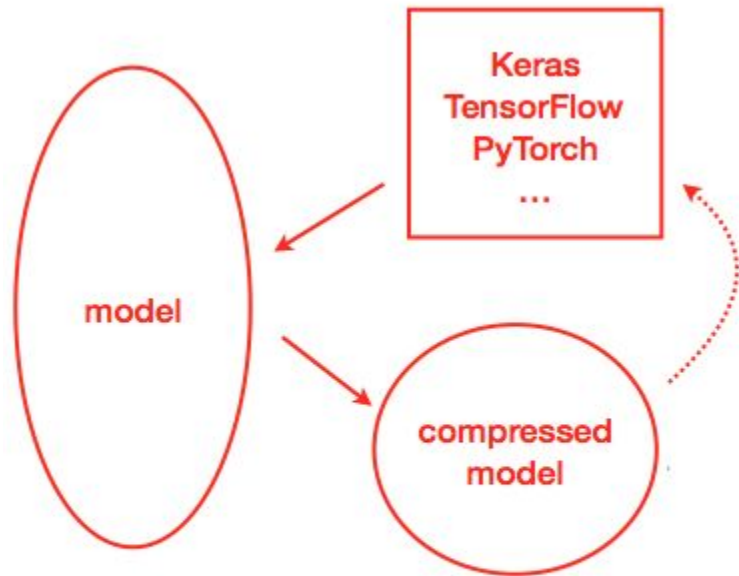 Keras
TensorFlow
PyTorch
...
model
compressed
model